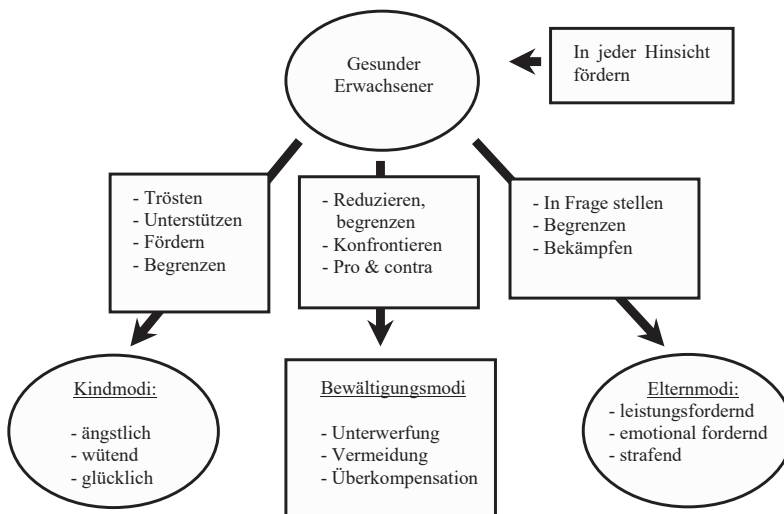 Gesunder
Erwachsener
In jeder Hinsicht
fördern
- Trösten
- Unterstützen
- Fördern
- Begrenzen
- Reduzieren,
begrenzen
- Konfrontieren
- Pro & contra
- In Frage stellen
- Begrenzen
- Bekämpfen
Kindmodi:
- ängstlich
- wütend
- glücklich
Bewältigungsmodi
- Unterwerfung
- Vermeidung
- Überkompensation
Elternmodi:
- leistungsfordernd
- emotional fordernd
- strafend